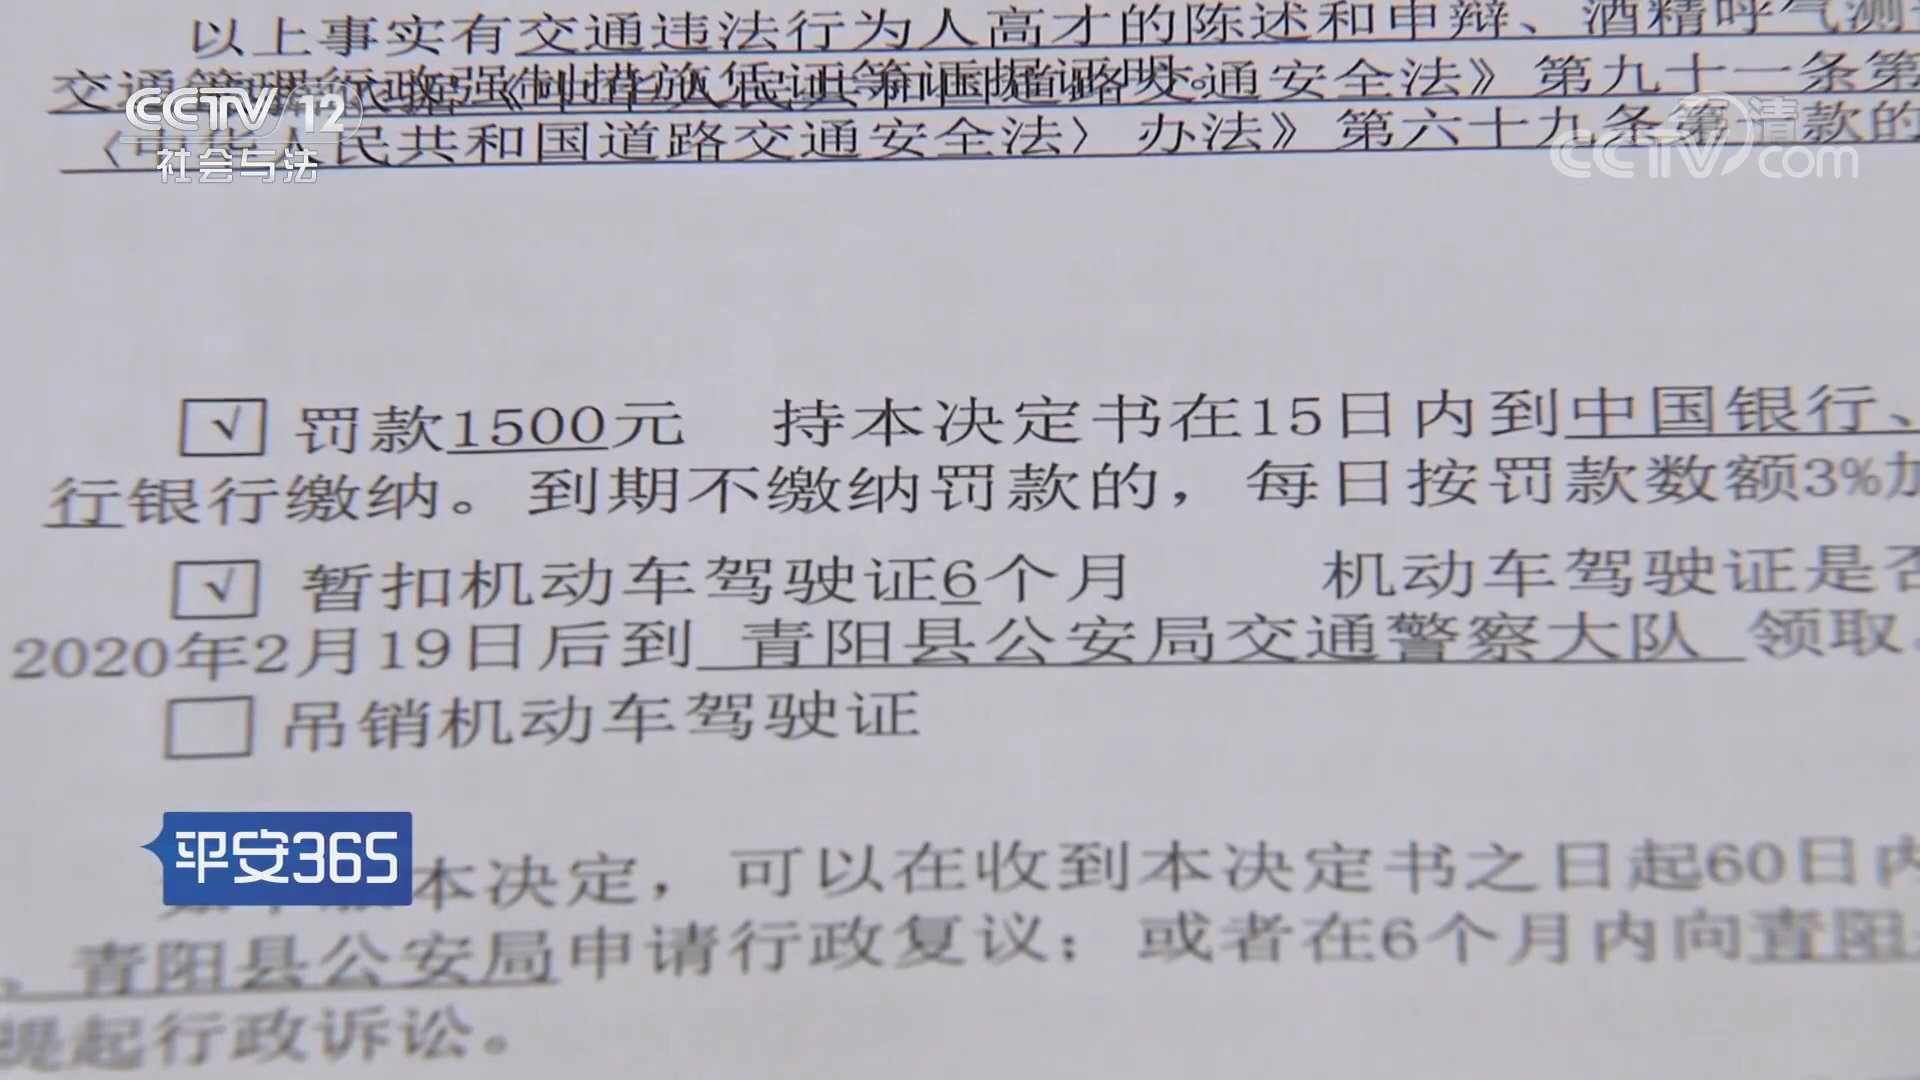 以上事实有交通违法行为人高才的陈述和申辩、酒精呼气测
交通管理行政强制措施凭证等证据证明。通安全法》第九十一条第
〈中华人民共和国道路交通安全法〉办法》第六十九条第 款的
CCTV 12
社会与法
CCTV.com
√ 罚款1500元 持本决定书在15日内到中国银行、
行银行缴纳。到期不缴纳罚款的，每日按罚款数额3%加
√ 暂扣机动车驾驶证6个月 机动车驾驶证是否
2020年2月19日后到 青阳县公安局交通警察大队 领取
吊销机动车驾驶证
平安365
本决定，可以在收到本决定书之日起60日内
青阳县公安局申请行政复议；或者在6个月内向青阳
提起行政诉讼。